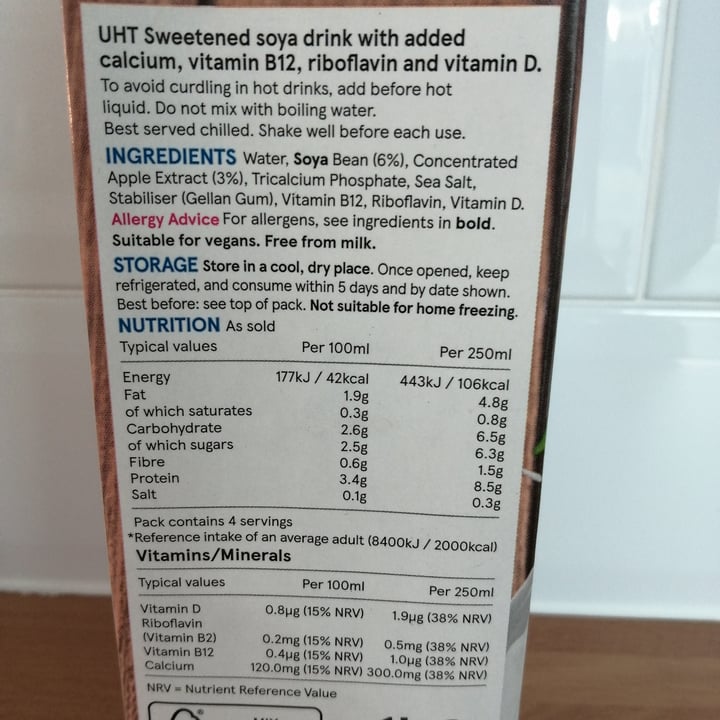 UHT Sweetened soya drink with added
calcium, vitamin B12, riboflavin and vitamin D.
To avoid curdling in hot drinks, add before hot
liquid. Do not mix with boiling water.
Best served chilled. Shake well before each use.
INGREDIENTS Water, Soya Bean (6%), Concentrated
Apple Extract (3%), Tricalcium Phosphate, Sea Salt,
Stabiliser (Gellan Gum), Vitamin B12, Riboflavin, Vitamin D.
Allergy Advice For allergens, see ingredients in bold.
Suitable for vegans. Free from milk.
STORAGE Store in a cool, dry place. Once opened, keep
refrigerated, and consume within 5 days and by date shown.
Best before: see top of pack. Not suitable for home freezing.
NUTRITION As sold
Typical values Per 100ml Per 250ml
Energy 177kJ / 42kcal 443kJ / 106kcal
Fat 1.9g 4.8g
of which saturates 0.3g 0.8g
Carbohydrate 2.6g 6.5g
of which sugars 2.5g 6.3g
Fibre 0.6g 1.5g
Protein 3.4g 8.5g
Salt 0.1g 0.3g
Pack contains 4 servings
*Reference intake of an average adult (8400kJ / 2000kcal)
Vitamins/Minerals
Typical values Per 100ml Per 250ml
Vitamin D 0.8µg (15% NRV) 1.9µg (38% NRV)
Riboflavin
(Vitamin B2) 0.2mg (15% NRV) 0.5mg (38% NRV)
Vitamin B12 0.4µg (15% NRV) 1.0µg (38% NRV)
Calcium 120.0mg (15% NRV) 300.0mg (38% NRV)
NRV = Nutrient Reference Value